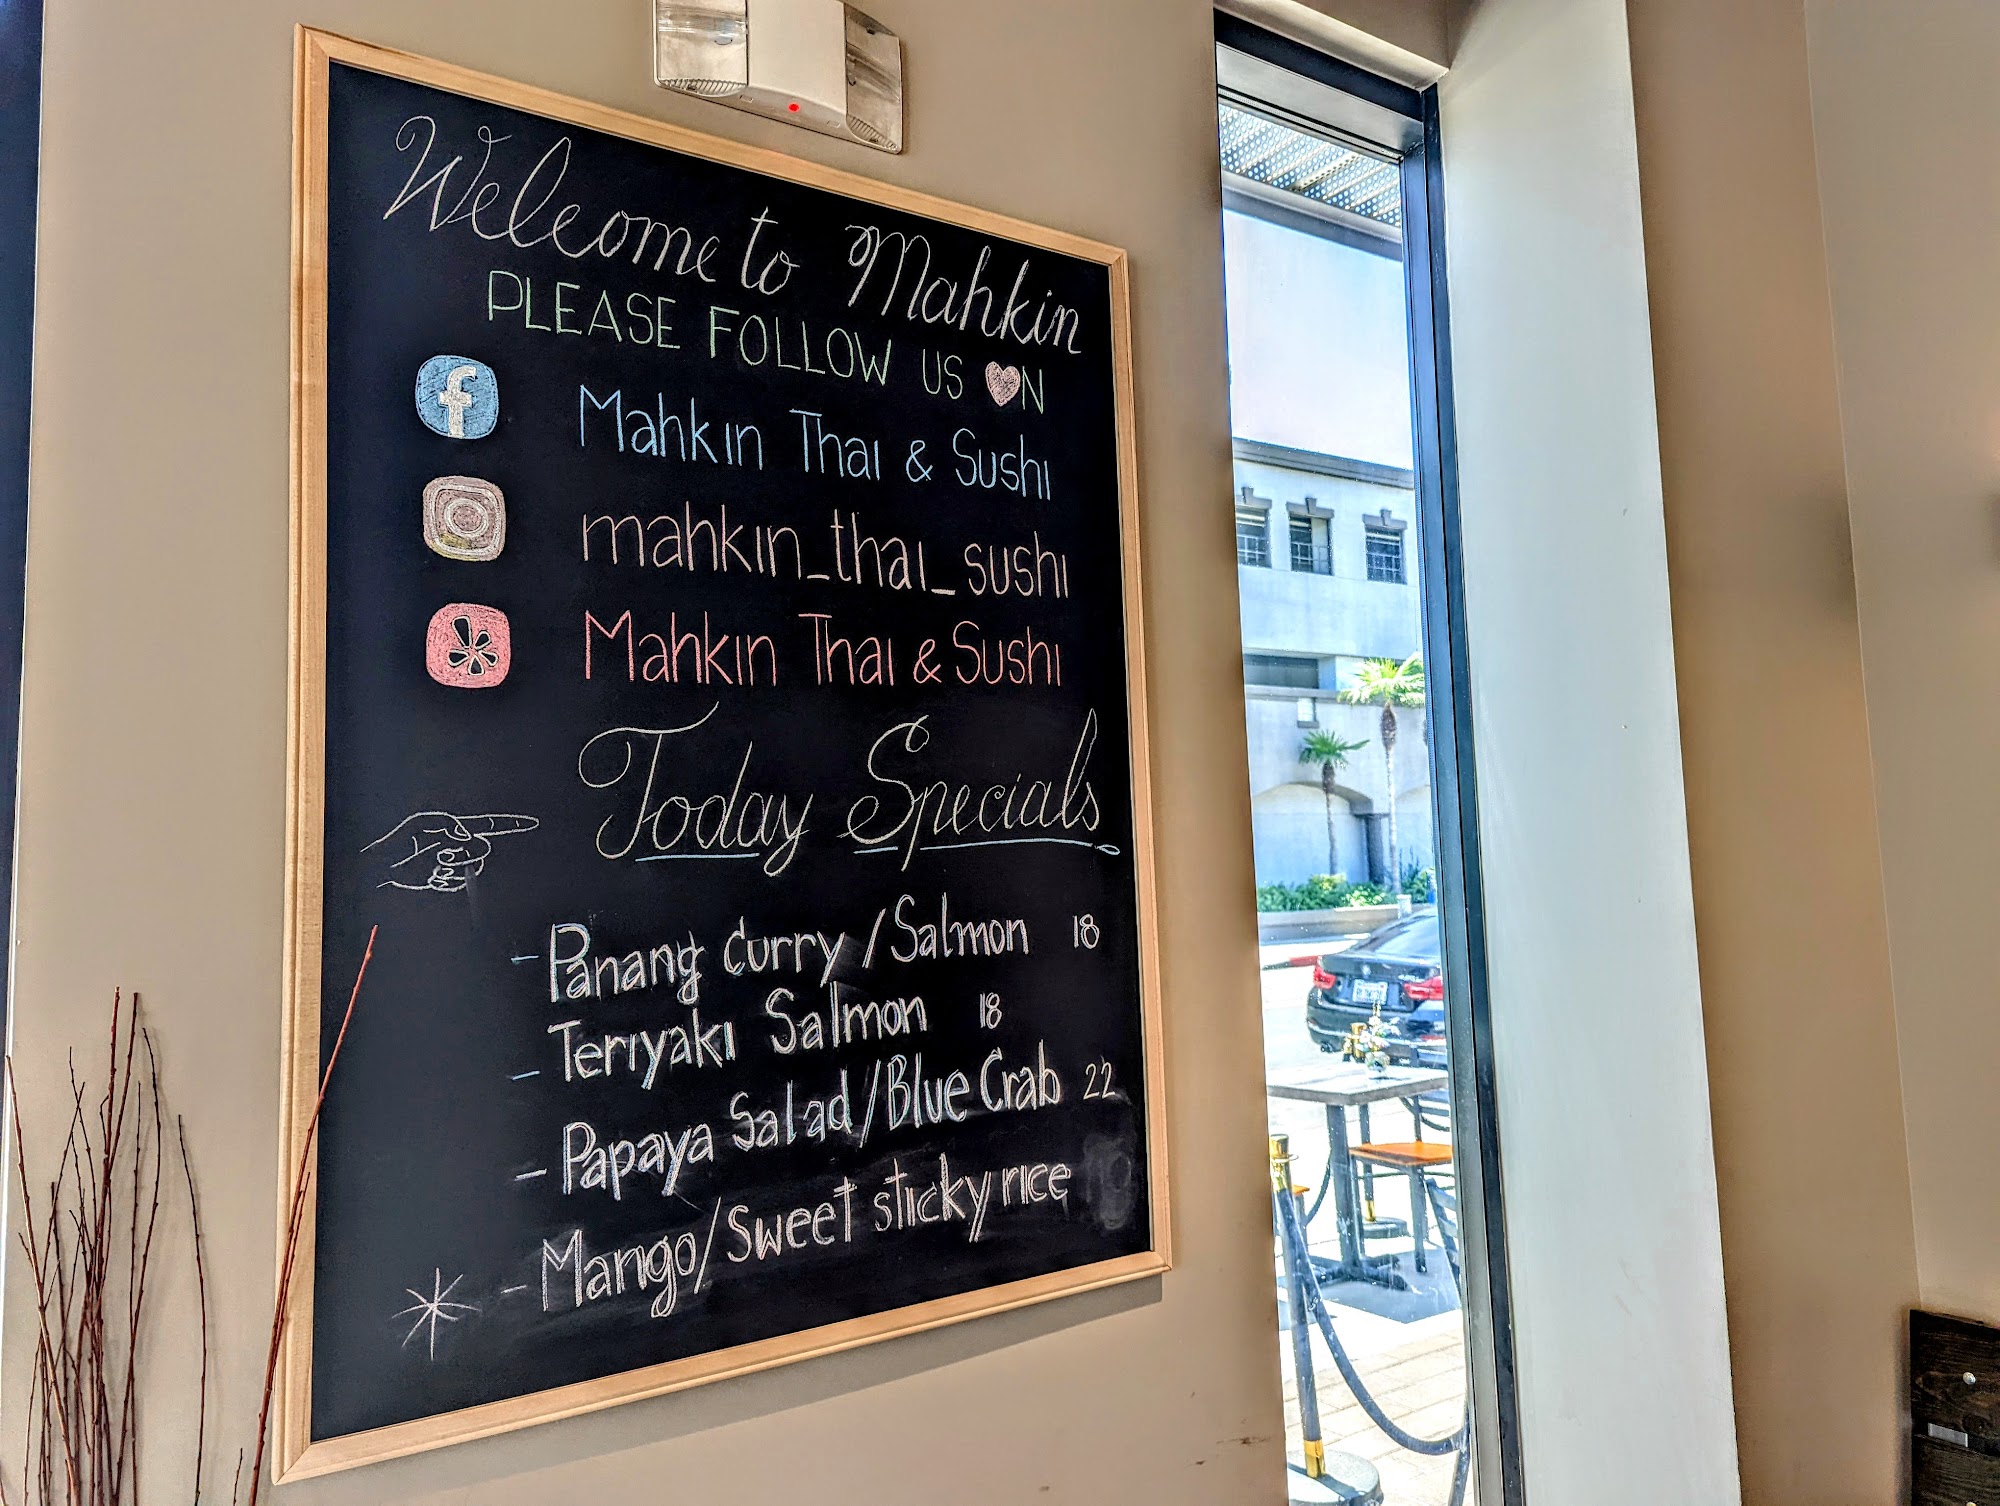 Welcome to Mahkin
PLEASE FOLLOW US ON
f Mahkin Thai & Sushi
mahkin_thai_sushi
Mahkin Thai & Sushi
Today Specials
- Panang Curry / Salmon 18
- Teriyaki Salmon 18
- Papaya Salad / Blue Crab 22
- Mango / Sweet sticky rice